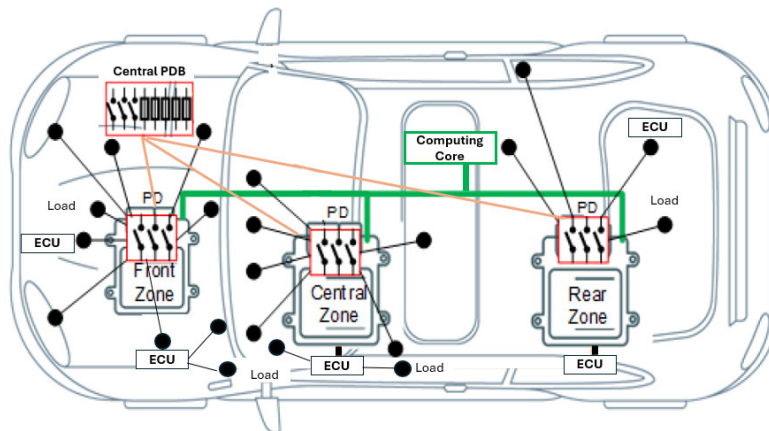 Central PDB
Computing
Core
ECU
PD
PD
PD
Load
Load
ECU
Front
Zone
Central
Zone
Rear
Zone
ECU
ECU
ECU
Load
Load